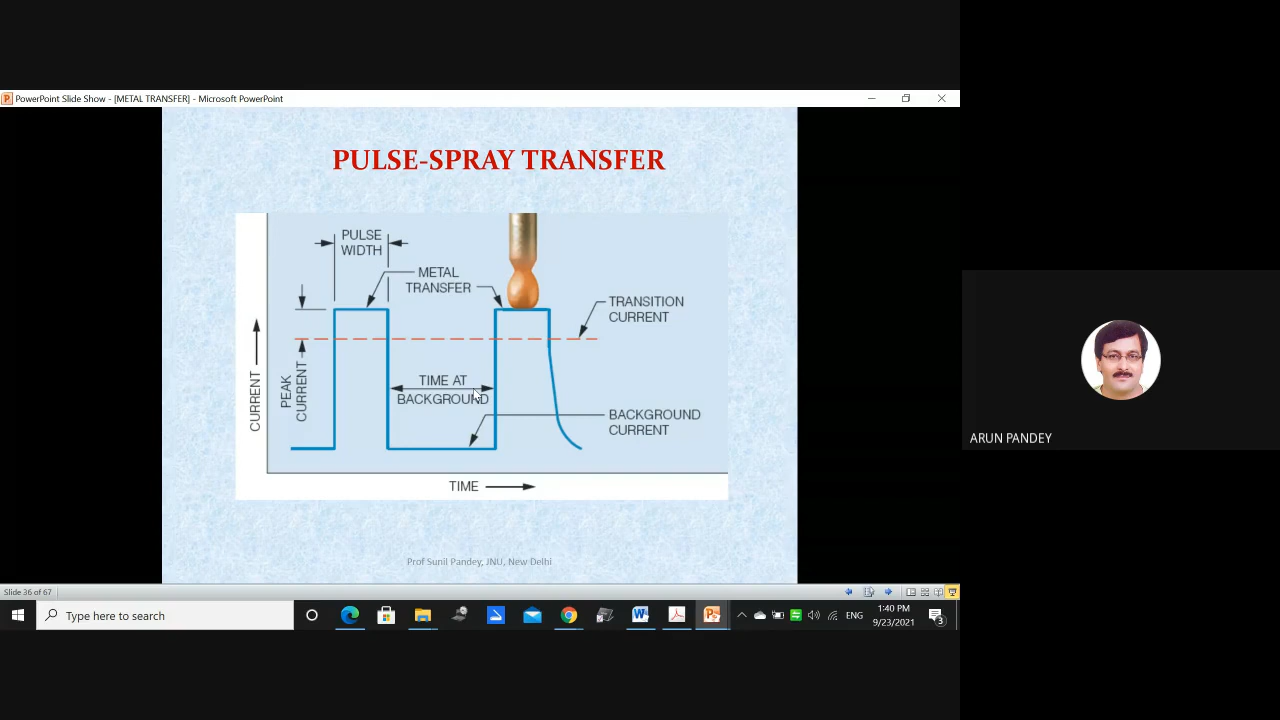 PowerPoint Slide Show - [METAL TRANSFER] - Microsoft PowerPoint
PULSE-SPRAY TRANSFER
PULSE
WIDTH
METAL
TRANSFER
TRANSITION
CURRENT
CURRENT
PEAK
CURRENT
TIME AT
BACKGROUND
BACKGROUND
CURRENT
TIME
Prof Sunil Pandey, JNU, New Delhi
Slide 36 of 67
Type here to search
ENG
1:40 PM
9/23/2021
3
ARUN PANDEY